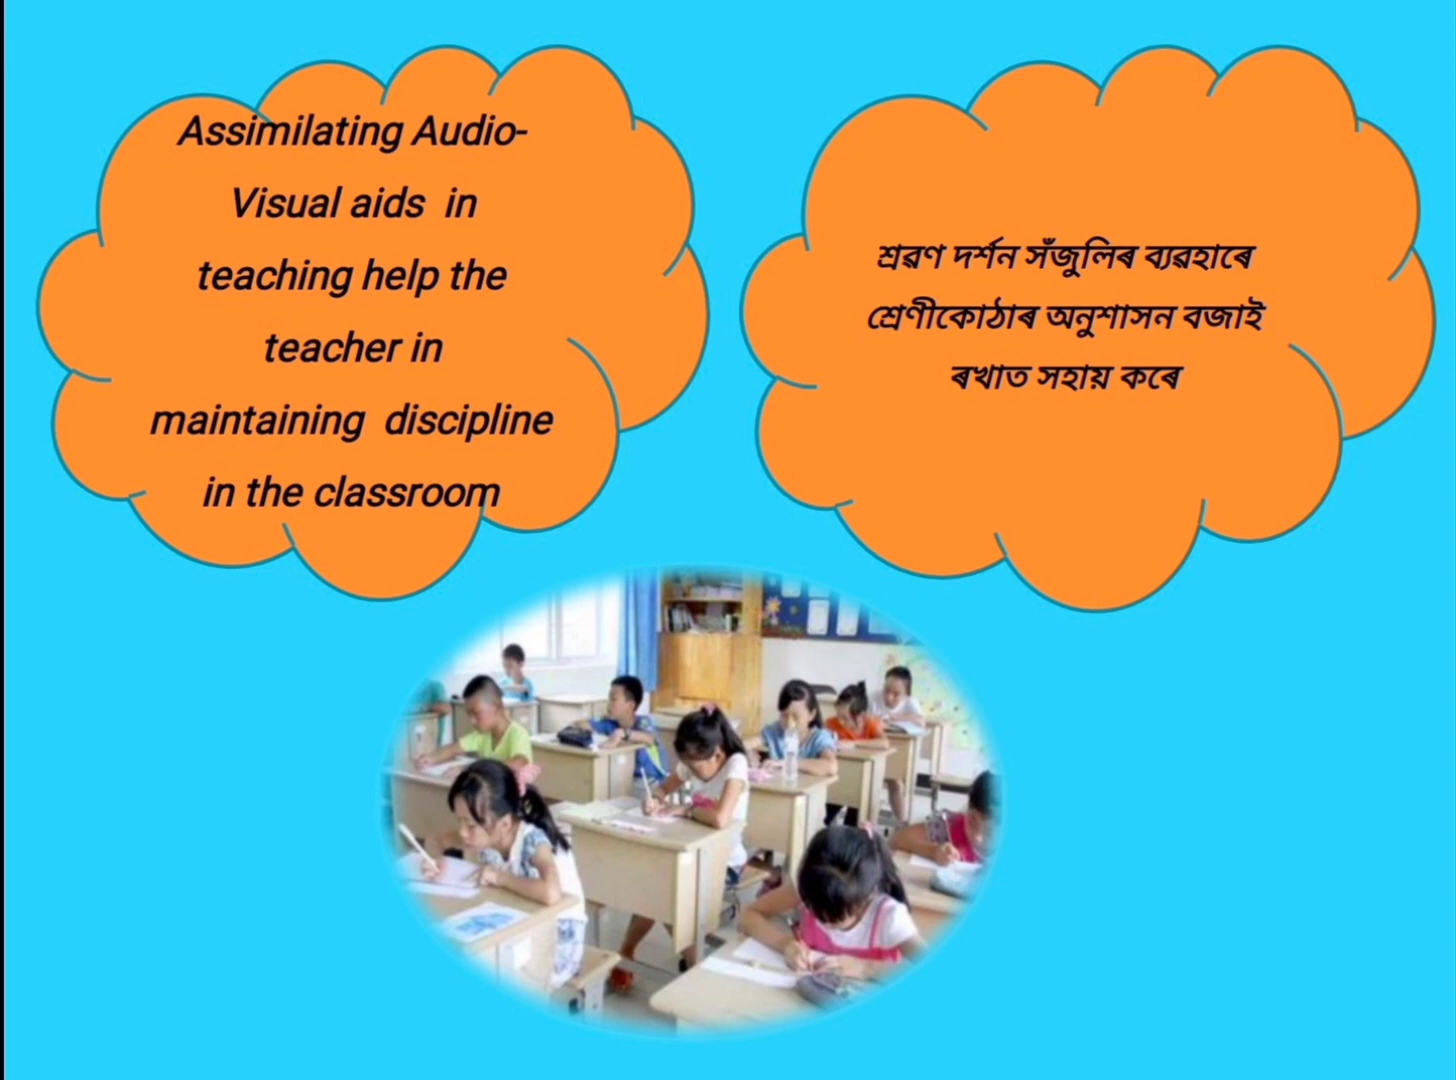 Assimilating Audio-
Visual aids in
teaching help the
teacher in
maintaining discipline
in the classroom
শ্ৰৱণ দৰ্শন সঁজুলিৰ ব্যৱহাৰে
শ্ৰেণীকোঠাৰ অনুশাসন বজাই
ৰখাত সহায় কৰে